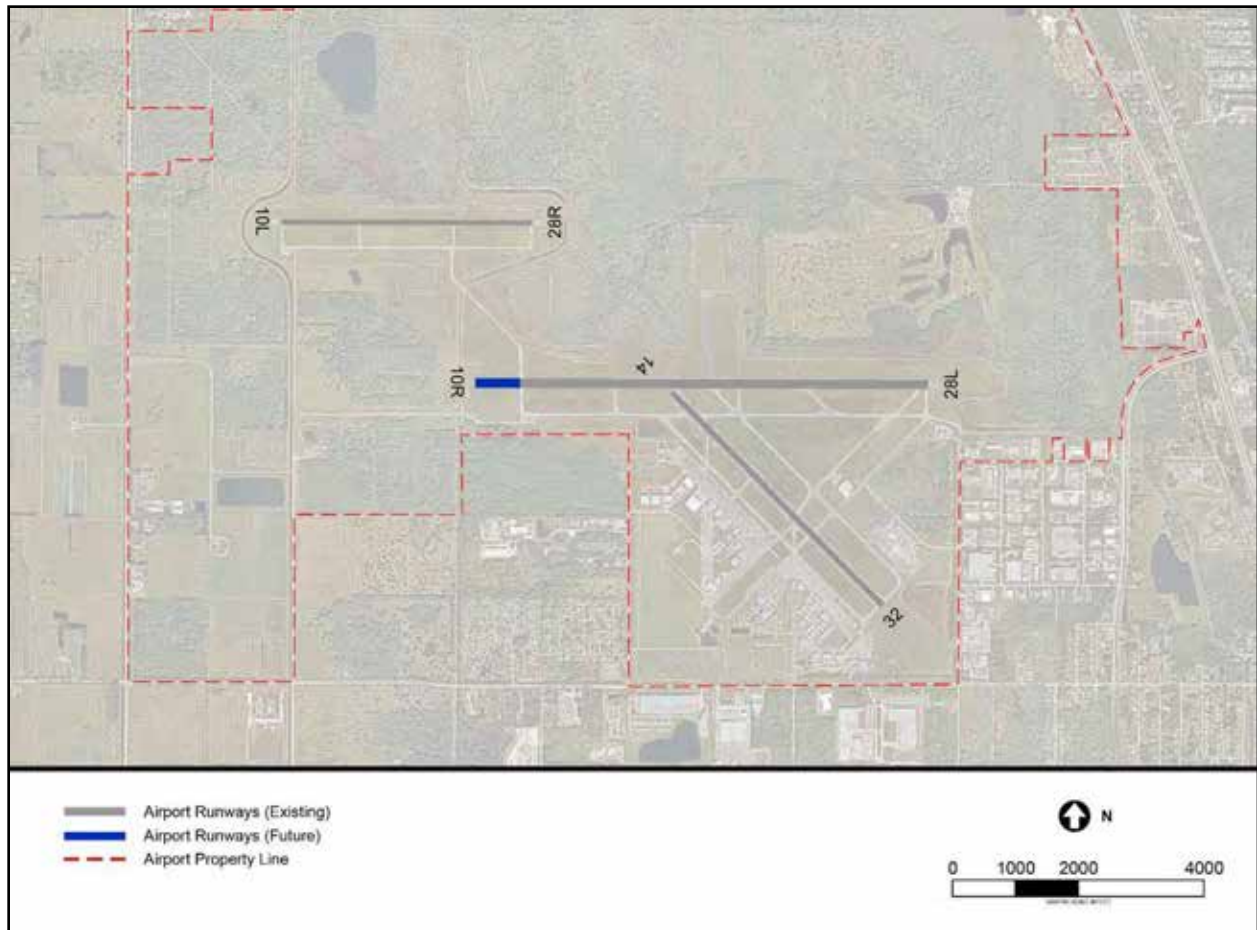 10L
28R
14
10R
28L
32
Airport Runways (Existing)
Airport Runways (Future)
Airport Property Line
N
0 1000 2000 4000